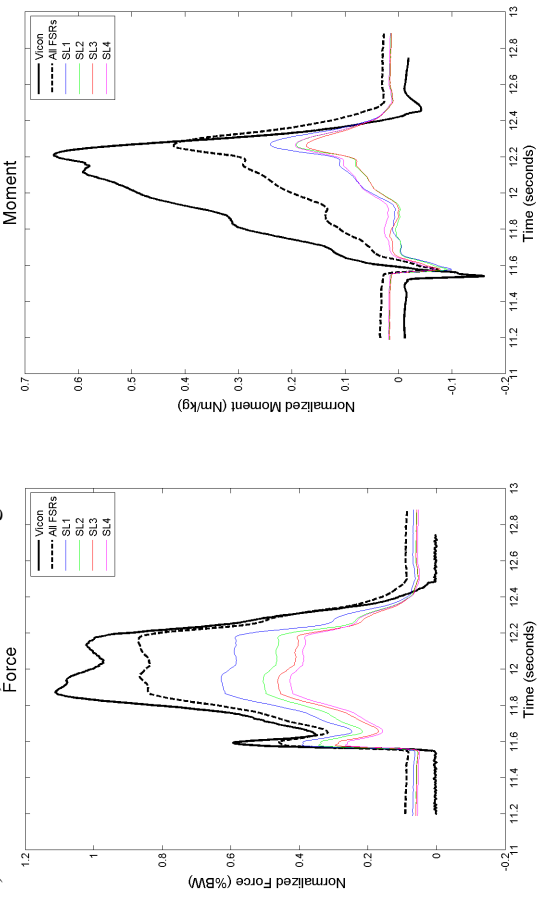 Force
Vicon
All FSRs
SL1
SL2
SL3
SL4
1.2
1
0.8
0.6
0.4
0.2
0
-0.2
Normalized Force (%BW)
11
11.2
11.4
11.6
11.8
12
12.2
12.4
12.6
12.8
13
Time (seconds)
Moment
Vicon
All FSRs
SL1
SL2
SL3
SL4
0.7
0.6
0.5
0.4
0.3
0.2
0.1
0
-0.1
-0.2
Normalized Moment (Nm/kg)
11
11.2
11.4
11.6
11.8
12
12.2
12.4
12.6
12.8
13
Time (seconds)